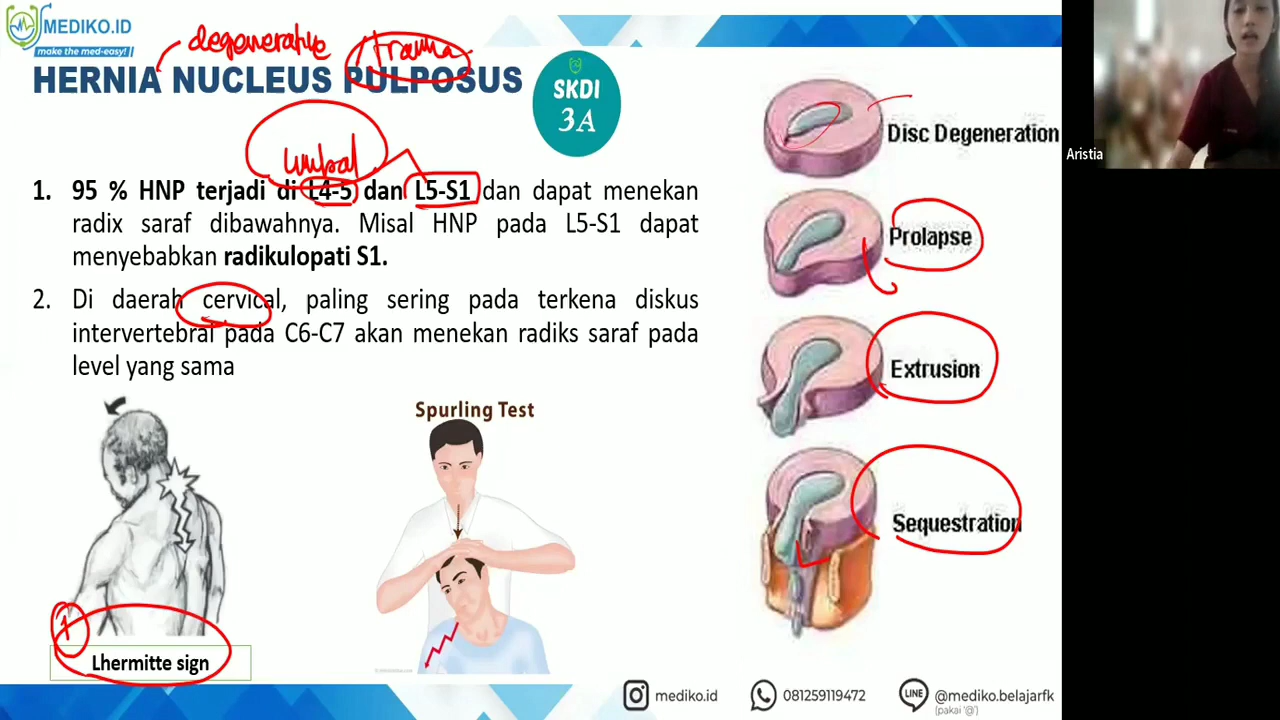 MEDIKO.ID
make the med-easy!
degenerative trauma
HERNIA NUCLEUS PULPOSUS
SKDI
3A
lumbal
1. 95 % HNP terjadi di L4-5 dan L5-S1 dan dapat menekan
radix saraf dibawahnya. Misal HNP pada L5-S1 dapat
menyebabkan radikulopati S1.
2. Di daerah cervical, paling sering pada terkena diskus
intervertebral pada C6-C7 akan menekan radiks saraf pada
level yang sama
Spurling Test
+
Lhermitte sign
Disc Degeneration
Prolapse
Extrusion
Sequestration
Aristia
mediko.id
081259119472
LINE
@mediko.belajarfk
(pakai '@')